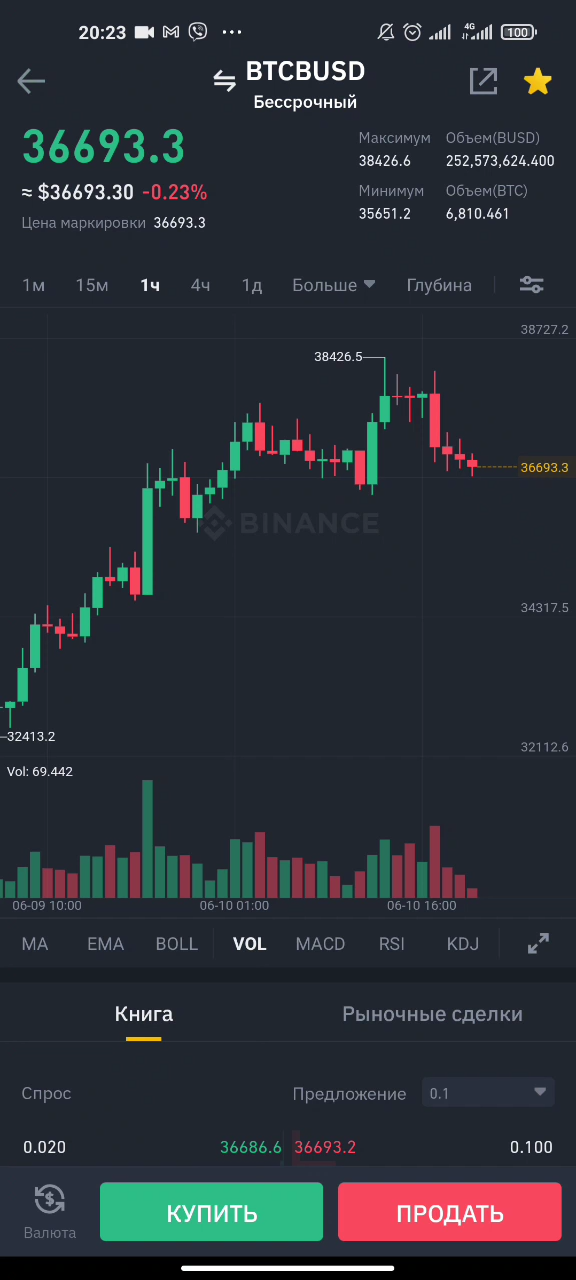 20:23
4G
100
BTCBUSD
Бессрочный
36693.3
≈ $36693.30 -0.23%
Цена маркировки 36693.3
Максимум Объем(BUSD)
38426.6 252,573,624.400
Минимум Объем(BTC)
35651.2 6,810.461
1м 15м 1ч 4ч 1д Больше Глубина
38727.2
38426.5
36693.3
BINANCE
34317.5
32413.2
32112.6
Vol: 69.442
06-09 10:00 06-10 01:00 06-10 16:00
MA EMA BOLL VOL MACD RSI KDJ
Книга Рыночные сделки
Спрос Предложение 0.1
0.020 36686.6 36693.2 0.100
Валюта КУПИТЬ ПРОДАТЬ